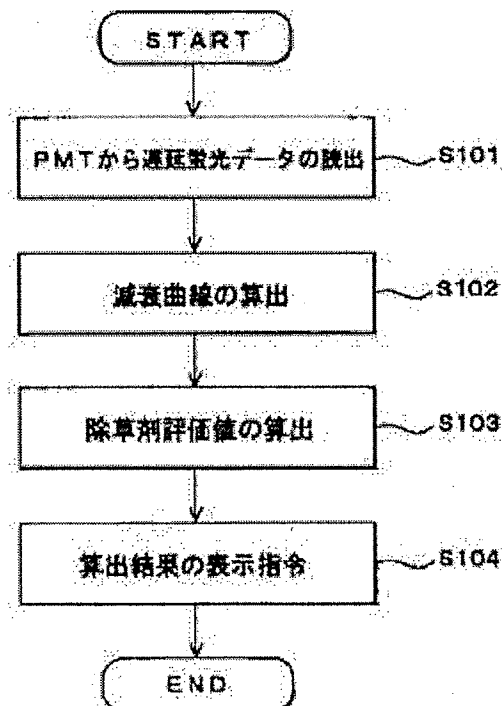 START
PMTから遅延蛍光データの読出
S101
減衰曲線の算出
S102
除草剤評価値の算出
S103
算出結果の表示指令
S104
END